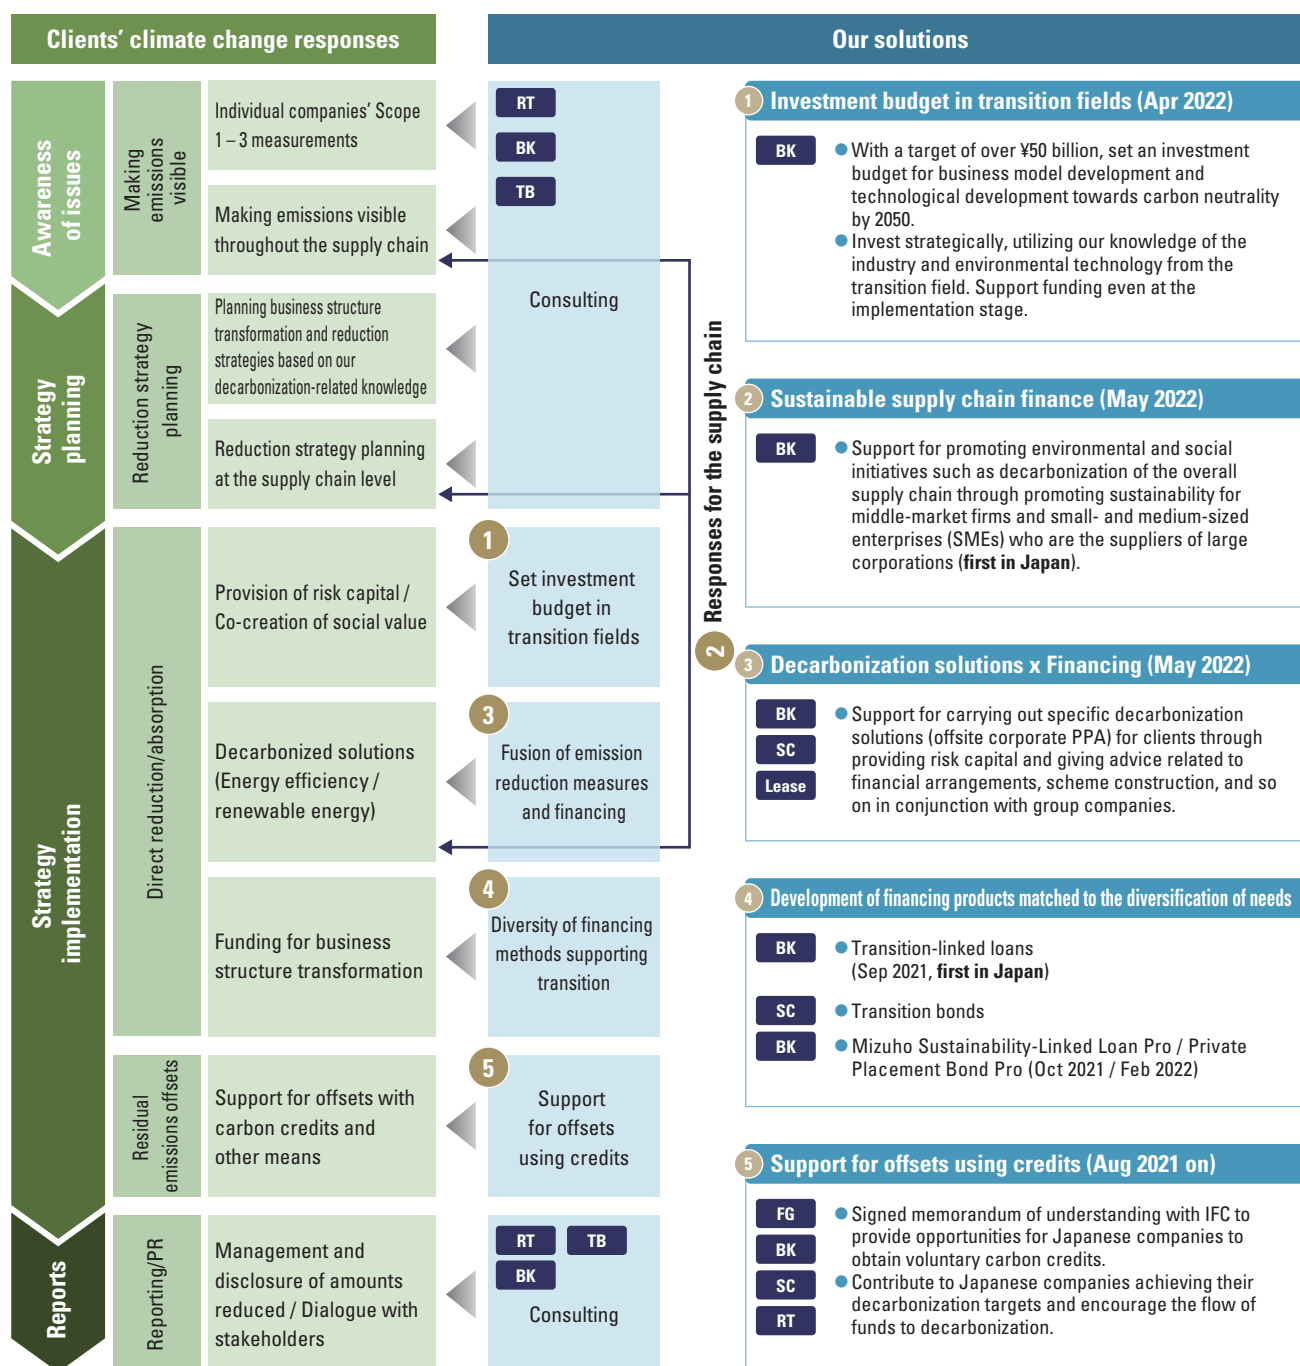 Clients’ climate change responses
Our solutions
Awareness
of issues
Making
emissions
visible
Individual companies’ Scope
1 – 3 measurements
Making emissions visible
throughout the supply chain
RT
BK
TB
Consulting
Strategy
planning
Reduction strategy
planning
Planning business structure
transformation and reduction
strategies based on our
decarbonization-related knowledge
Reduction strategy planning
at the supply chain level
Strategy
implementation
Direct reduction/absorption
Provision of risk capital /
Co-creation of social value
1
Set investment
budget in
transition fields
Decarbonized solutions
(Energy efficiency /
renewable energy)
3
Fusion of emission
reduction measures
and financing
Funding for business
structure transformation
4
Diversity of financing
methods supporting
transition
Residual
emissions offsets
Support for offsets with
carbon credits and
other means
5
Support
for offsets
using credits
Reports
Reporting/PR
Management and
disclosure of amounts
reduced / Dialogue with
stakeholders
RT TB
BK
Consulting
2 Responses for the supply chain
1 Investment budget in transition fields (Apr 2022)
BK
● With a target of over ¥50 billion, set an investment
budget for business model development and
technological development towards carbon neutrality
by 2050.
● Invest strategically, utilizing our knowledge of the
industry and environmental technology from the
transition field. Support funding even at the
implementation stage.
2 Sustainable supply chain finance (May 2022)
BK
● Support for promoting environmental and social
initiatives such as decarbonization of the overall
supply chain through promoting sustainability for
middle-market firms and small- and medium-sized
enterprises (SMEs) who are the suppliers of large
corporations (first in Japan).
3 Decarbonization solutions x Financing (May 2022)
BK
SC
Lease
● Support for carrying out specific decarbonization
solutions (offsite corporate PPA) for clients through
providing risk capital and giving advice related to
financial arrangements, scheme construction, and so
on in conjunction with group companies.
4 Development of financing products matched to the diversification of needs
BK ● Transition-linked loans
(Sep 2021, first in Japan)
SC ● Transition bonds
BK ● Mizuho Sustainability-Linked Loan Pro / Private
Placement Bond Pro (Oct 2021 / Feb 2022)
5 Support for offsets using credits (Aug 2021 on)
FG
BK
SC
RT
● Signed memorandum of understanding with IFC to
provide opportunities for Japanese companies to
obtain voluntary carbon credits.
● Contribute to Japanese companies achieving their
decarbonization targets and encourage the flow of
funds to decarbonization.